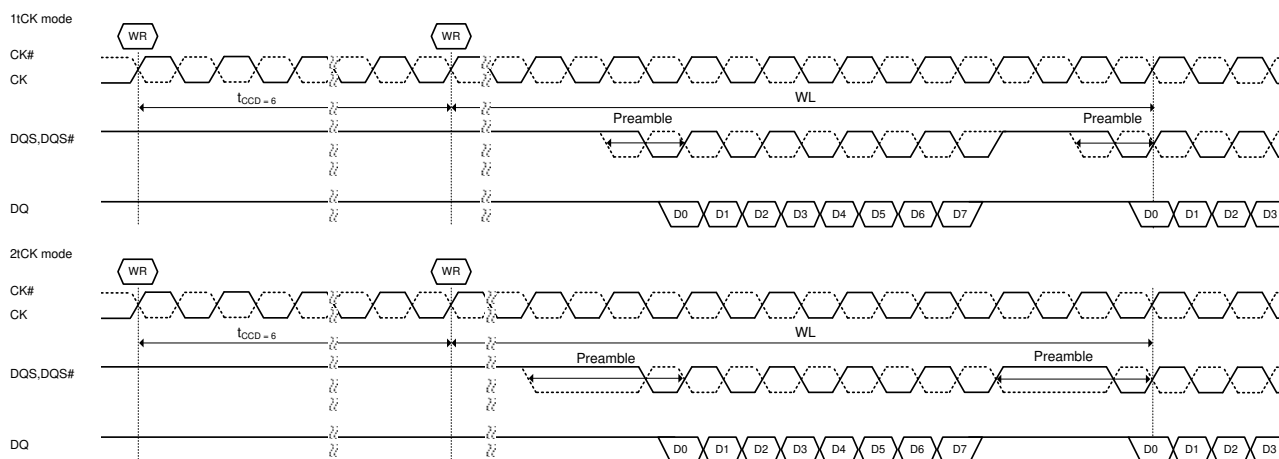 1tCK mode
WR WR
CK#
CK
tCCD = 6 WL
Preamble Preamble
DQS,DQS#
DQ D0 D1 D2 D3 D4 D5 D6 D7 D0 D1 D2 D3
2tCK mode
WR WR
CK#
CK
tCCD = 6 WL
Preamble Preamble
DQS,DQS#
DQ D0 D1 D2 D3 D4 D5 D6 D7 D0 D1 D2 D3